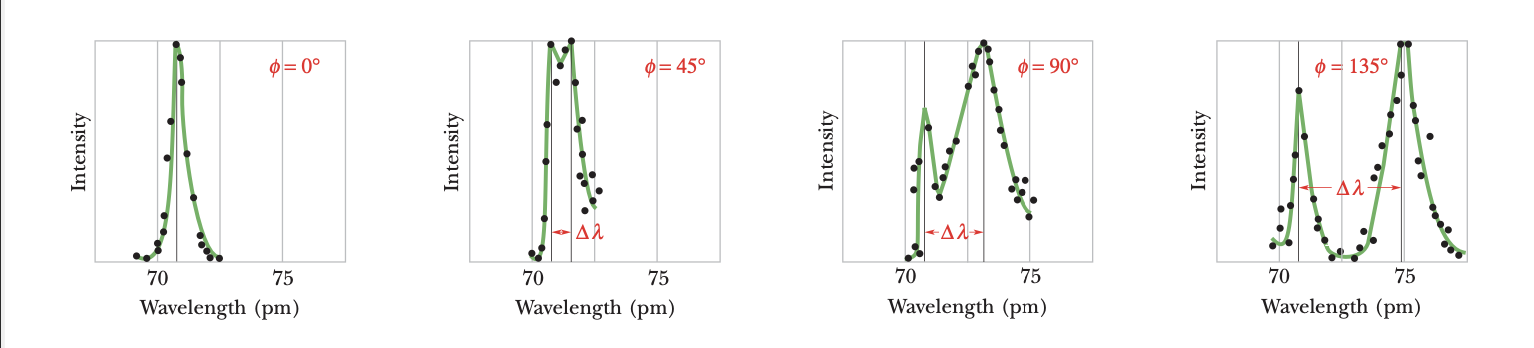 ϕ = 0°
Intensity
70 75
Wavelength (pm)
ϕ = 45°
Intensity
Δλ
70 75
Wavelength (pm)
ϕ = 90°
Intensity
Δλ
70 75
Wavelength (pm)
ϕ = 135°
Intensity
Δλ
70 75
Wavelength (pm)